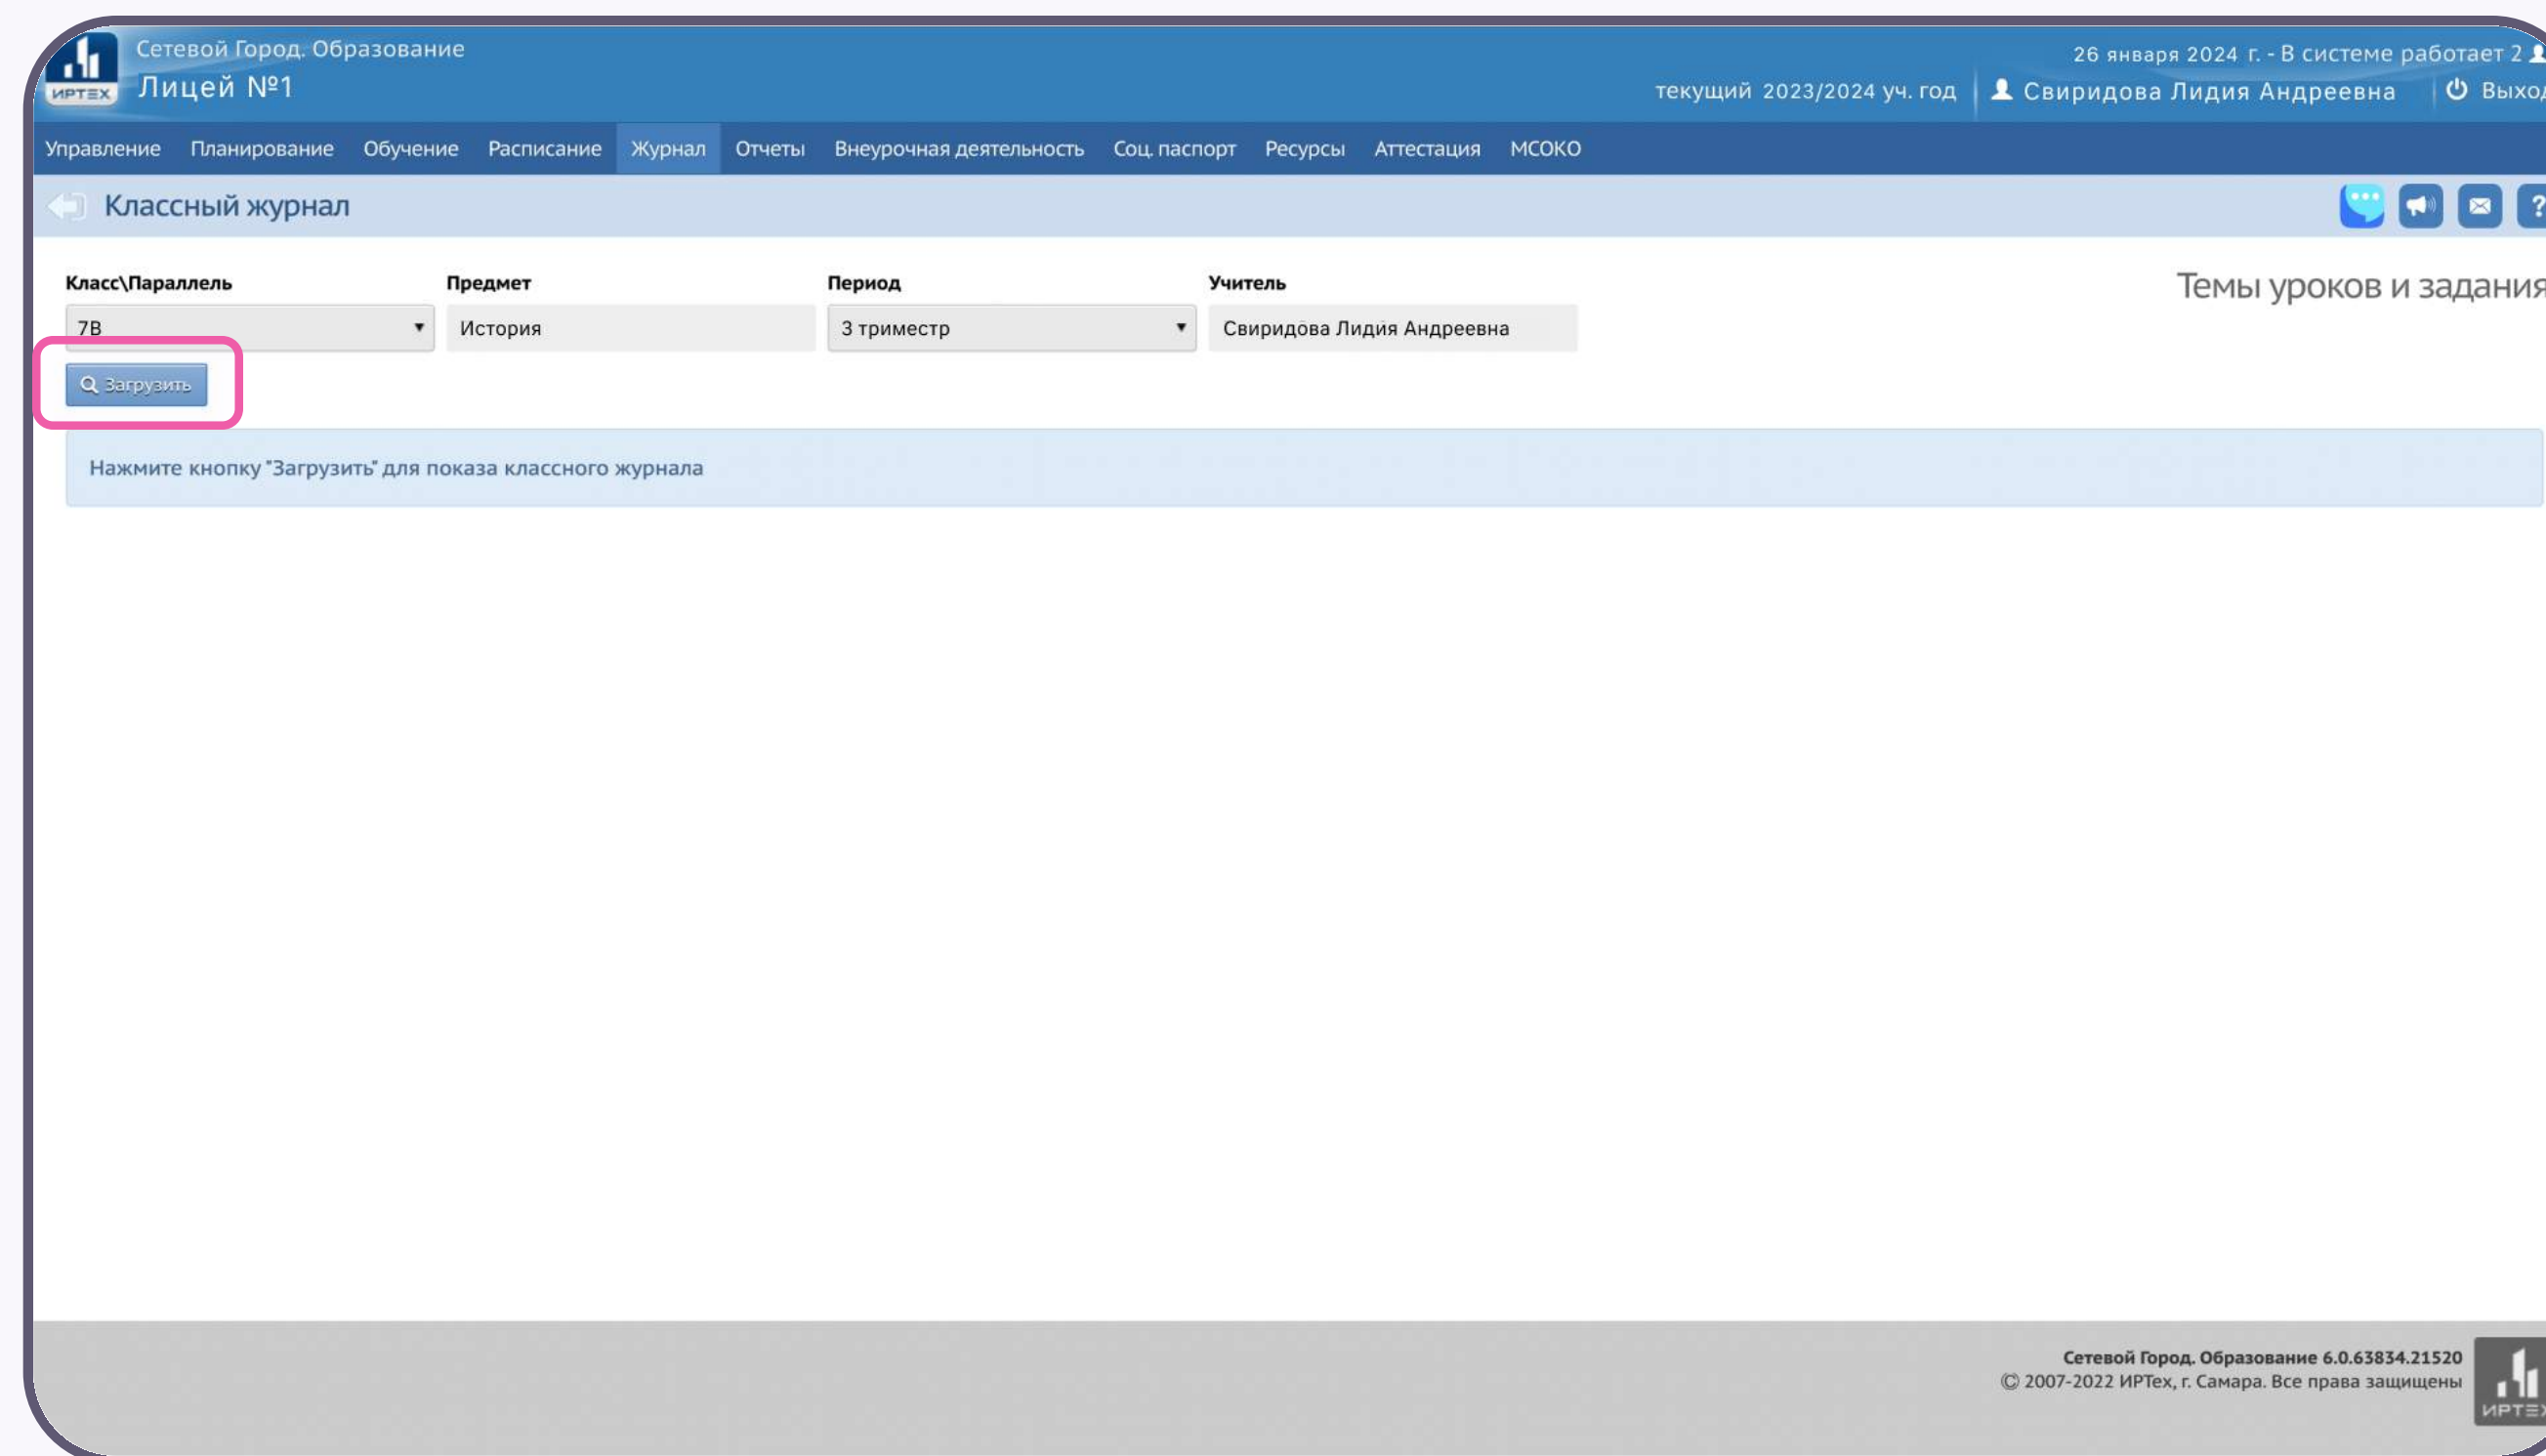 Сетевой Город. Образование
26 января 2024 г. - В системе работает 2
ИРТЕХ
Лицей №1
текущий 2023/2024 уч. год
Свиридова Лидия Андреевна
Выход
Управление Планирование Обучение Расписание Журнал Отчеты Внеурочная деятельность Соц. паспорт Ресурсы Аттестация МСОКО
Классный журнал
?
Класс\Параллель Предмет Период Учитель
Темы уроков и задания
7В История 3 триместр Свиридова Лидия Андреевна
Загрузить
Нажмите кнопку "Загрузить" для показа классного журнала
Сетевой Город. Образование 6.0.63834.21520
© 2007-2022 ИРТех, г. Самара. Все права защищены
ИРТЕХ